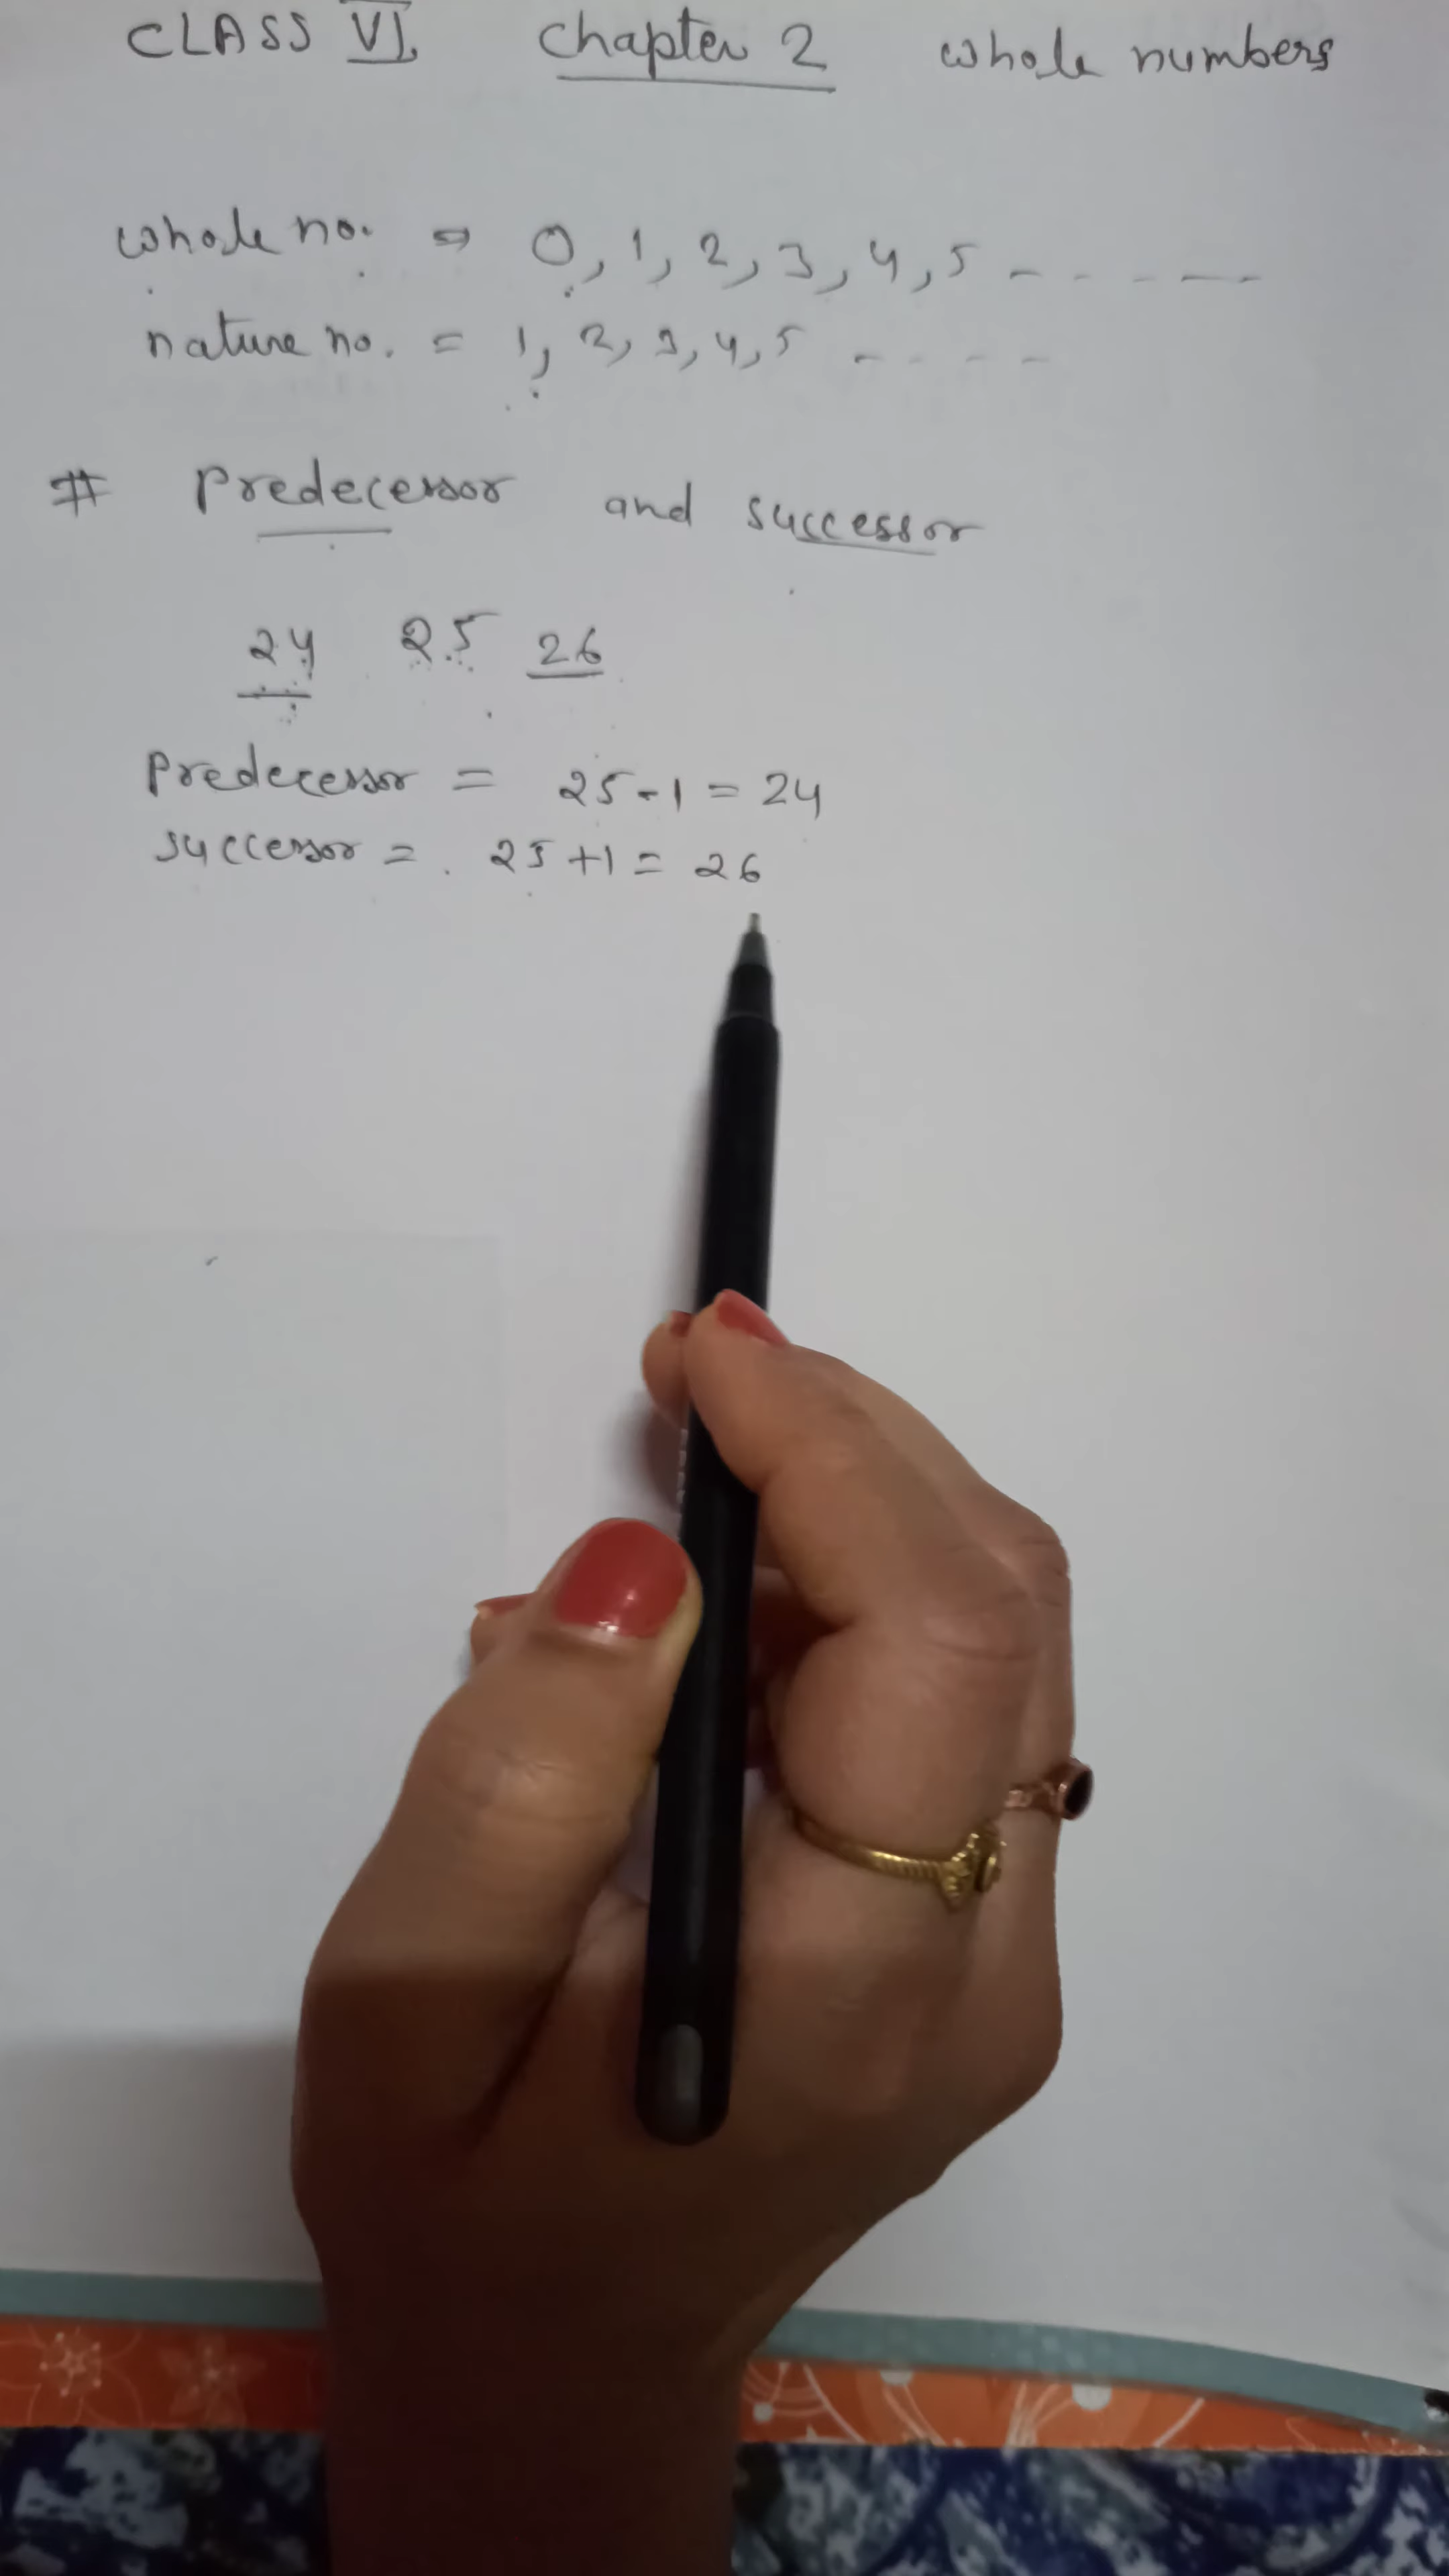 CLASS VI, Chapter 2 whole numbers
whole no. ⇒ 0, 1, 2, 3, 4, 5 - - - - -
nature no. = 1, 2, 3, 4, 5 - - - -
# Predecessor and successor
24 25 26
Predecessor = 25-1 = 24
successor = 25 +1 = 26